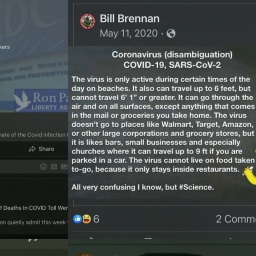 Bill Brennan
May 11, 2020
Coronavirus (disambiguation)
COVID-19, SARS-CoV-2
The virus is only active during certain times of the
day on beaches. It also can travel up to 6 feet, but
cannot travel 6' 1" or greater. It can go through the
air and on all surfaces, except anything that comes
in the mail or groceries you take home. The virus
doesn't go to places like Walmart, Target, Amazon,
or other large corporations and grocery stores, but
it is likes bars, small businesses and especially
churches where it can travel up to 9 ft if you are
parked in a car. The virus cannot live on food taken
to-go, because it only stays inside restaurants.
All very confusing I know, but #Science.
6
2 Comme
kers
Ron Pa
LIBERTY REP
mate of the Covid infection
Share
f Deaths In COVID Toll Wer
on quietly admit this week
Share